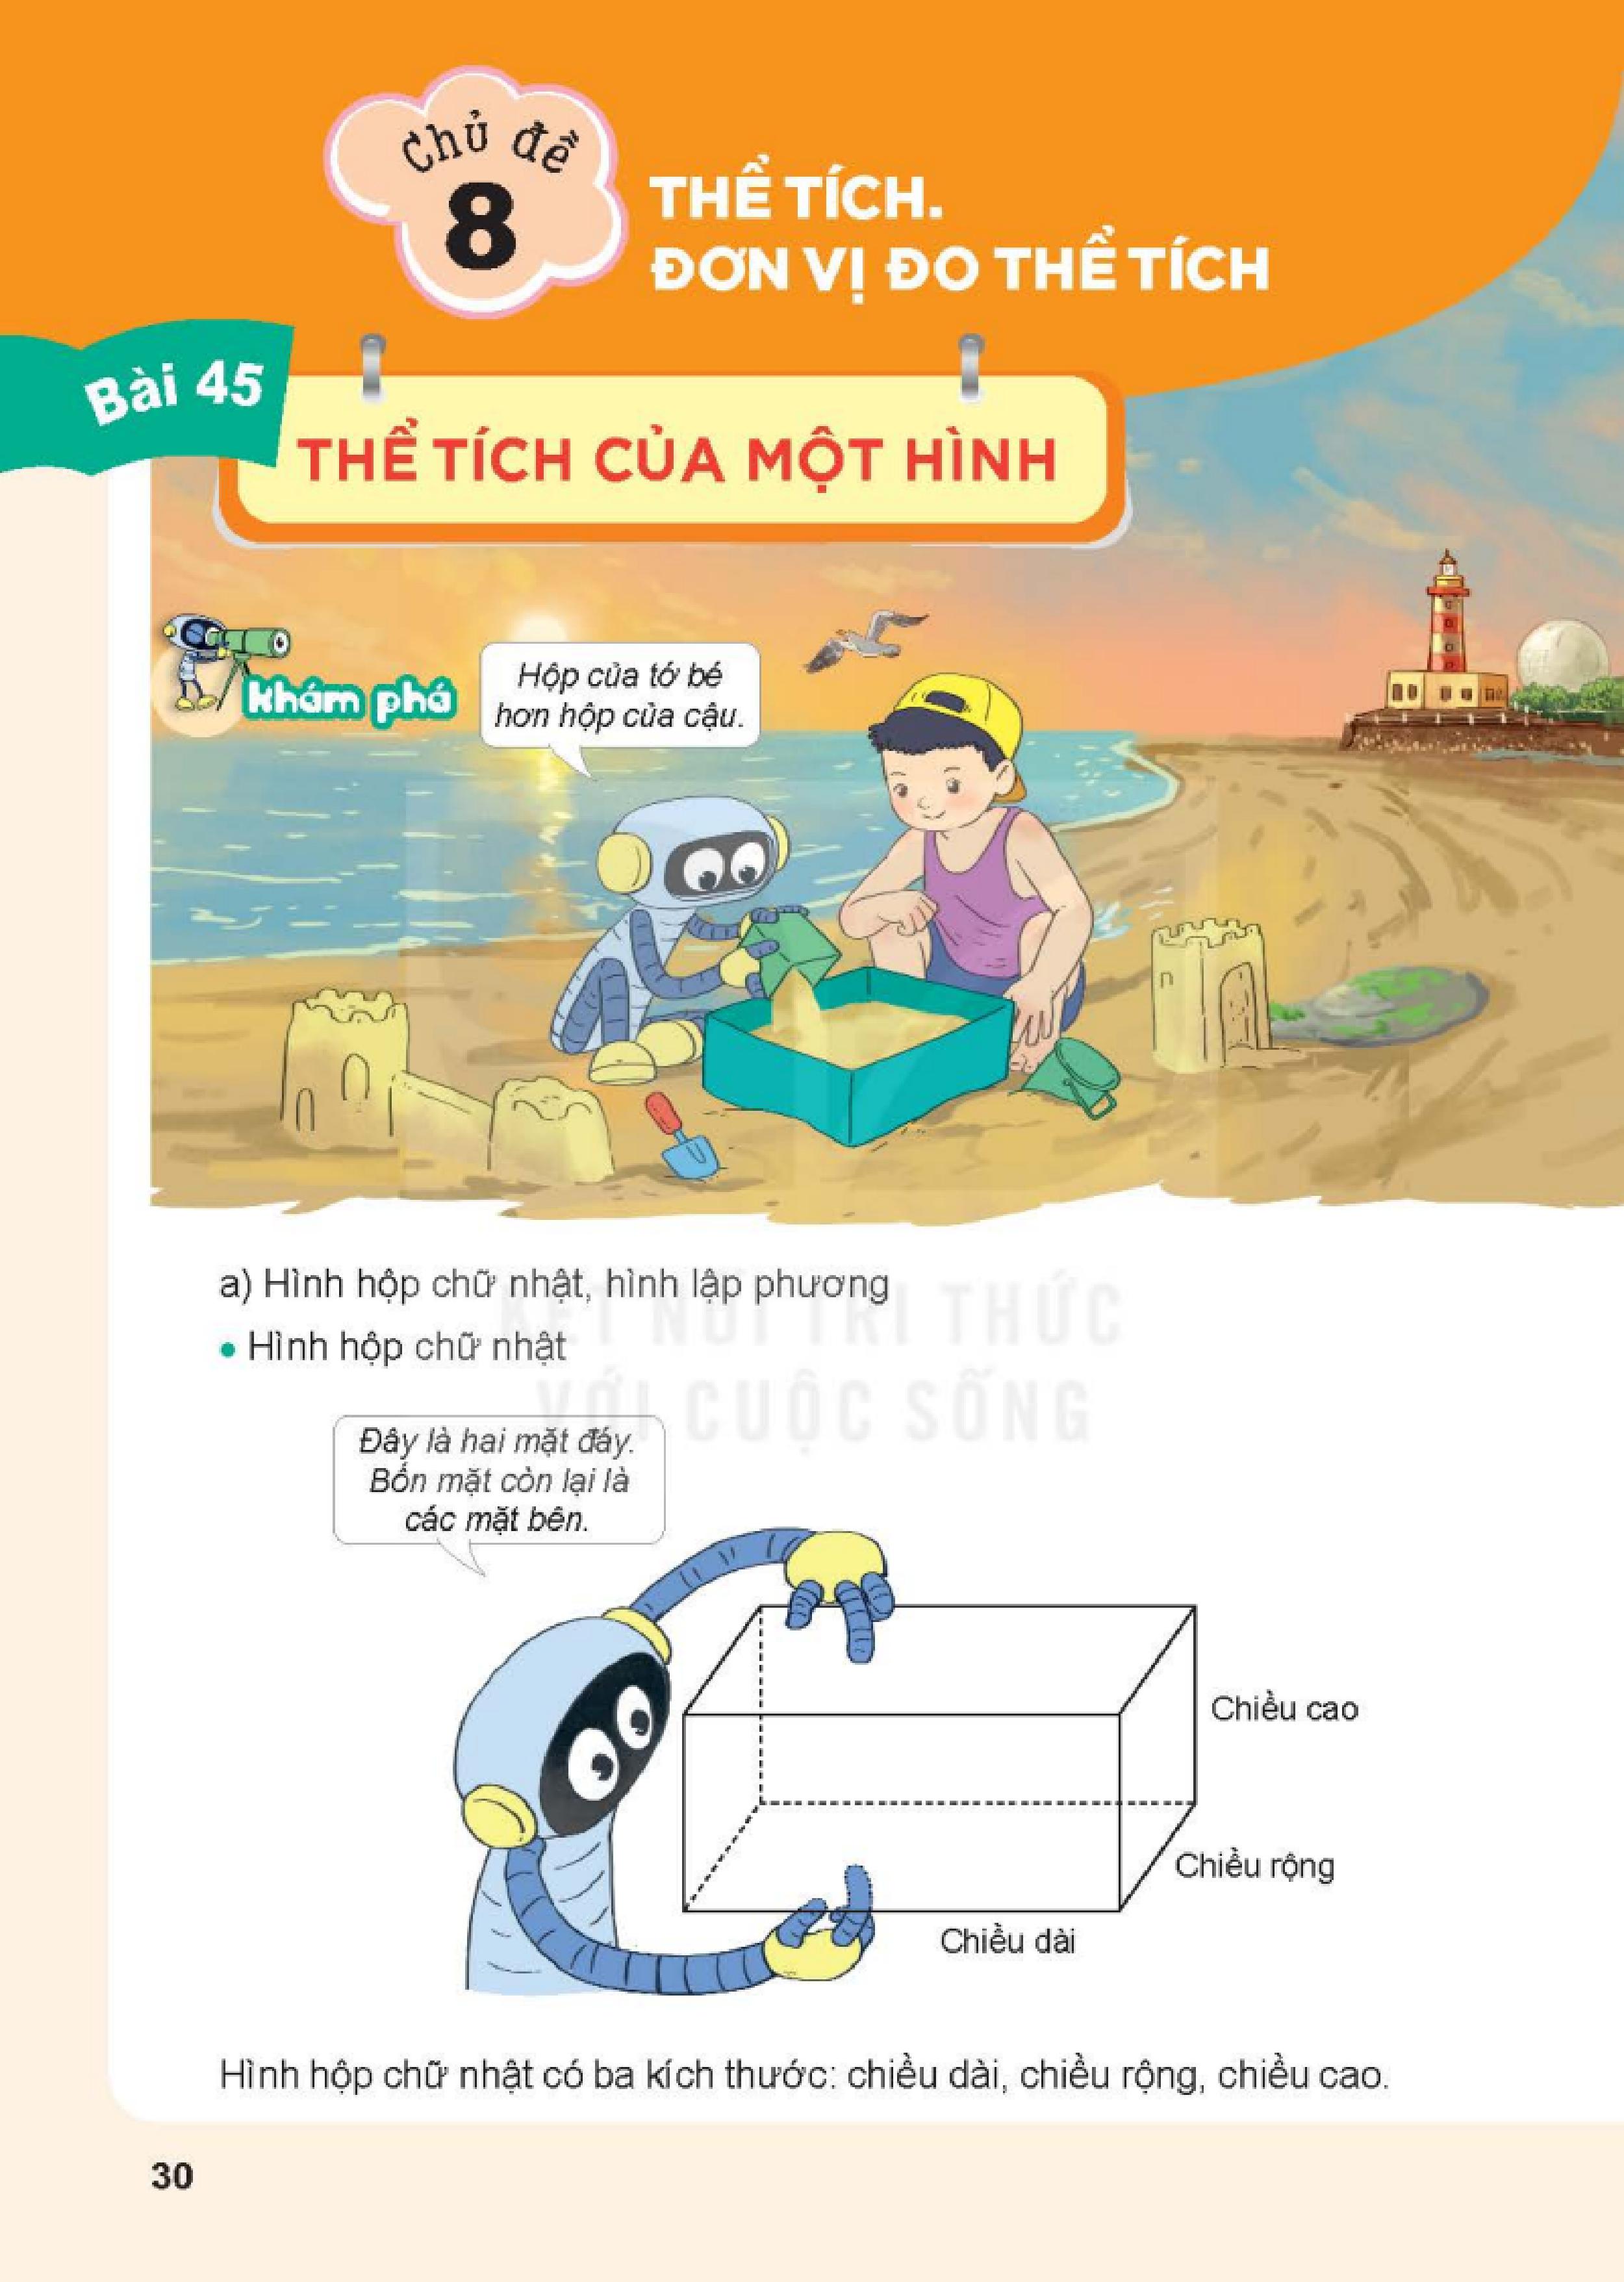 Chủ đề
8
THỂ TÍCH.
ĐƠN VỊ ĐO THỂ TÍCH
Bài 45
THỂ TÍCH CỦA MỘT HÌNH
khám phá
Hộp của tớ bé
hơn hộp của cậu.
a) Hình hộp chữ nhật, hình lập phương
• Hình hộp chữ nhật
KẾT NỐI TRI THỨC
VỚI CUỘC SỐNG
Đây là hai mặt đáy.
Bốn mặt còn lại là
các mặt bên.
Chiều cao
Chiều rộng
Chiều dài
Hình hộp chữ nhật có ba kích thước: chiều dài, chiều rộng, chiều cao.
30